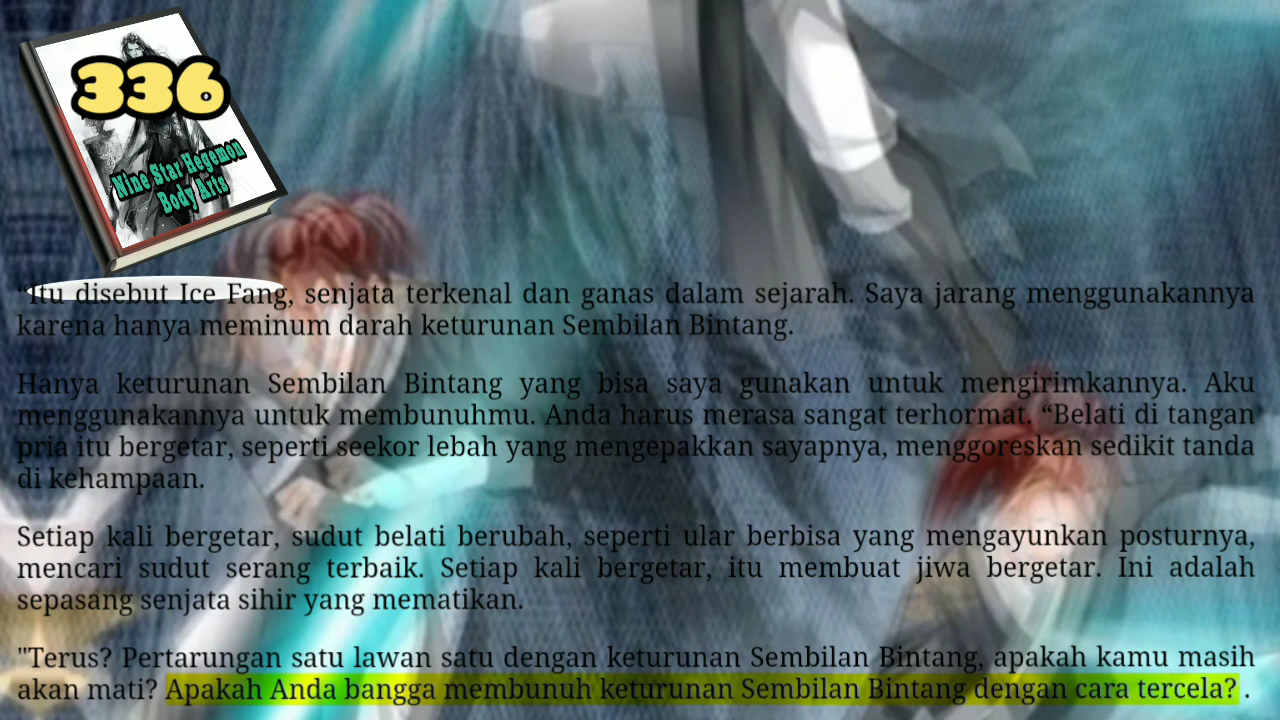 336
Nine Star Hegemon
Body Arts
“Itu disebut Ice Fang, senjata terkenal dan ganas dalam sejarah. Saya jarang menggunakannya
karena hanya meminum darah keturunan Sembilan Bintang.
Hanya keturunan Sembilan Bintang yang bisa saya gunakan untuk mengirimkannya. Aku
menggunakannya untuk membunuhmu. Anda harus merasa sangat terhormat. “Belati di tangan
pria itu bergetar, seperti seekor lebah yang mengepakkan sayapnya, menggoreskan sedikit tanda
di kehampaan.
Setiap kali bergetar, sudut belati berubah, seperti ular berbisa yang mengayunkan posturnya,
mencari sudut serang terbaik. Setiap kali bergetar, itu membuat jiwa bergetar. Ini adalah
sepasang senjata sihir yang mematikan.
"Terus? Pertarungan satu lawan satu dengan keturunan Sembilan Bintang, apakah kamu masih
akan mati? Apakah Anda bangga membunuh keturunan Sembilan Bintang dengan cara tercela? .